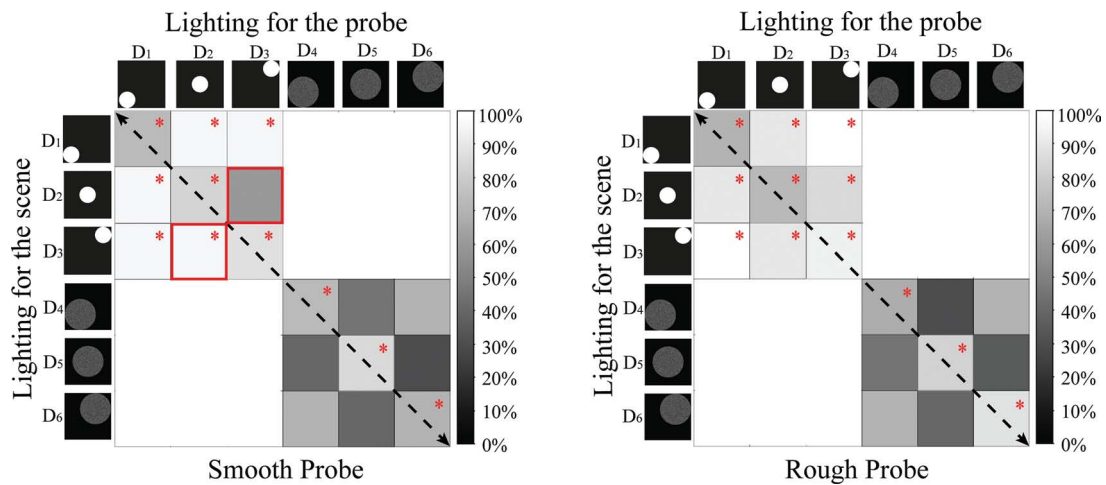 Lighting for the probe
D1 D2 D3 D4 D5 D6
Lighting for the scene
D1
D2
D3
D4
D5
D6
* * *
* *
* * *
*
*
*
100%
90%
80%
70%
60%
50%
40%
30%
20%
10%
0%
Smooth Probe
Lighting for the probe
D1 D2 D3 D4 D5 D6
Lighting for the scene
D1
D2
D3
D4
D5
D6
* * *
* * *
* * *
*
*
*
100%
90%
80%
70%
60%
50%
40%
30%
20%
10%
0%
Rough Probe